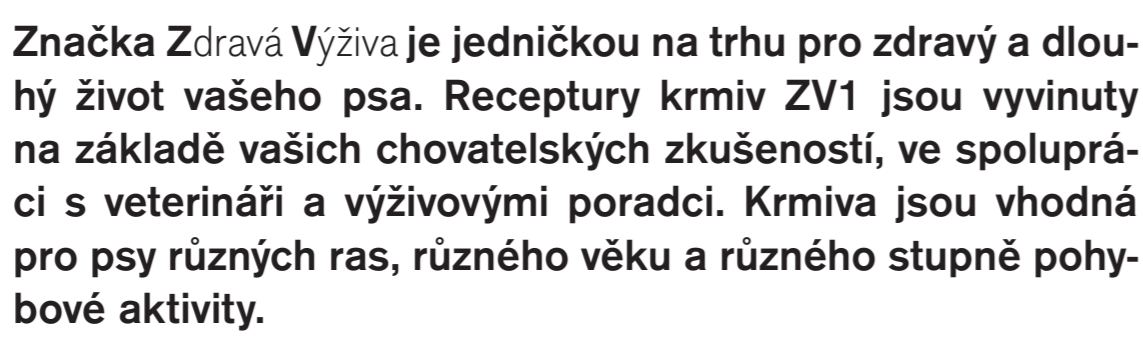 Značka Zdravá Výživa je jedničkou na trhu pro zdravý a dlou-
hý život vašeho psa. Receptury krmiv ZV1 jsou vyvinuty
na základě vašich chovatelských zkušeností, ve spoluprá-
ci s veterináři a výživovými poradci. Krmiva jsou vhodná
pro psy různých ras, různého věku a různého stupně pohy-
bové aktivity.